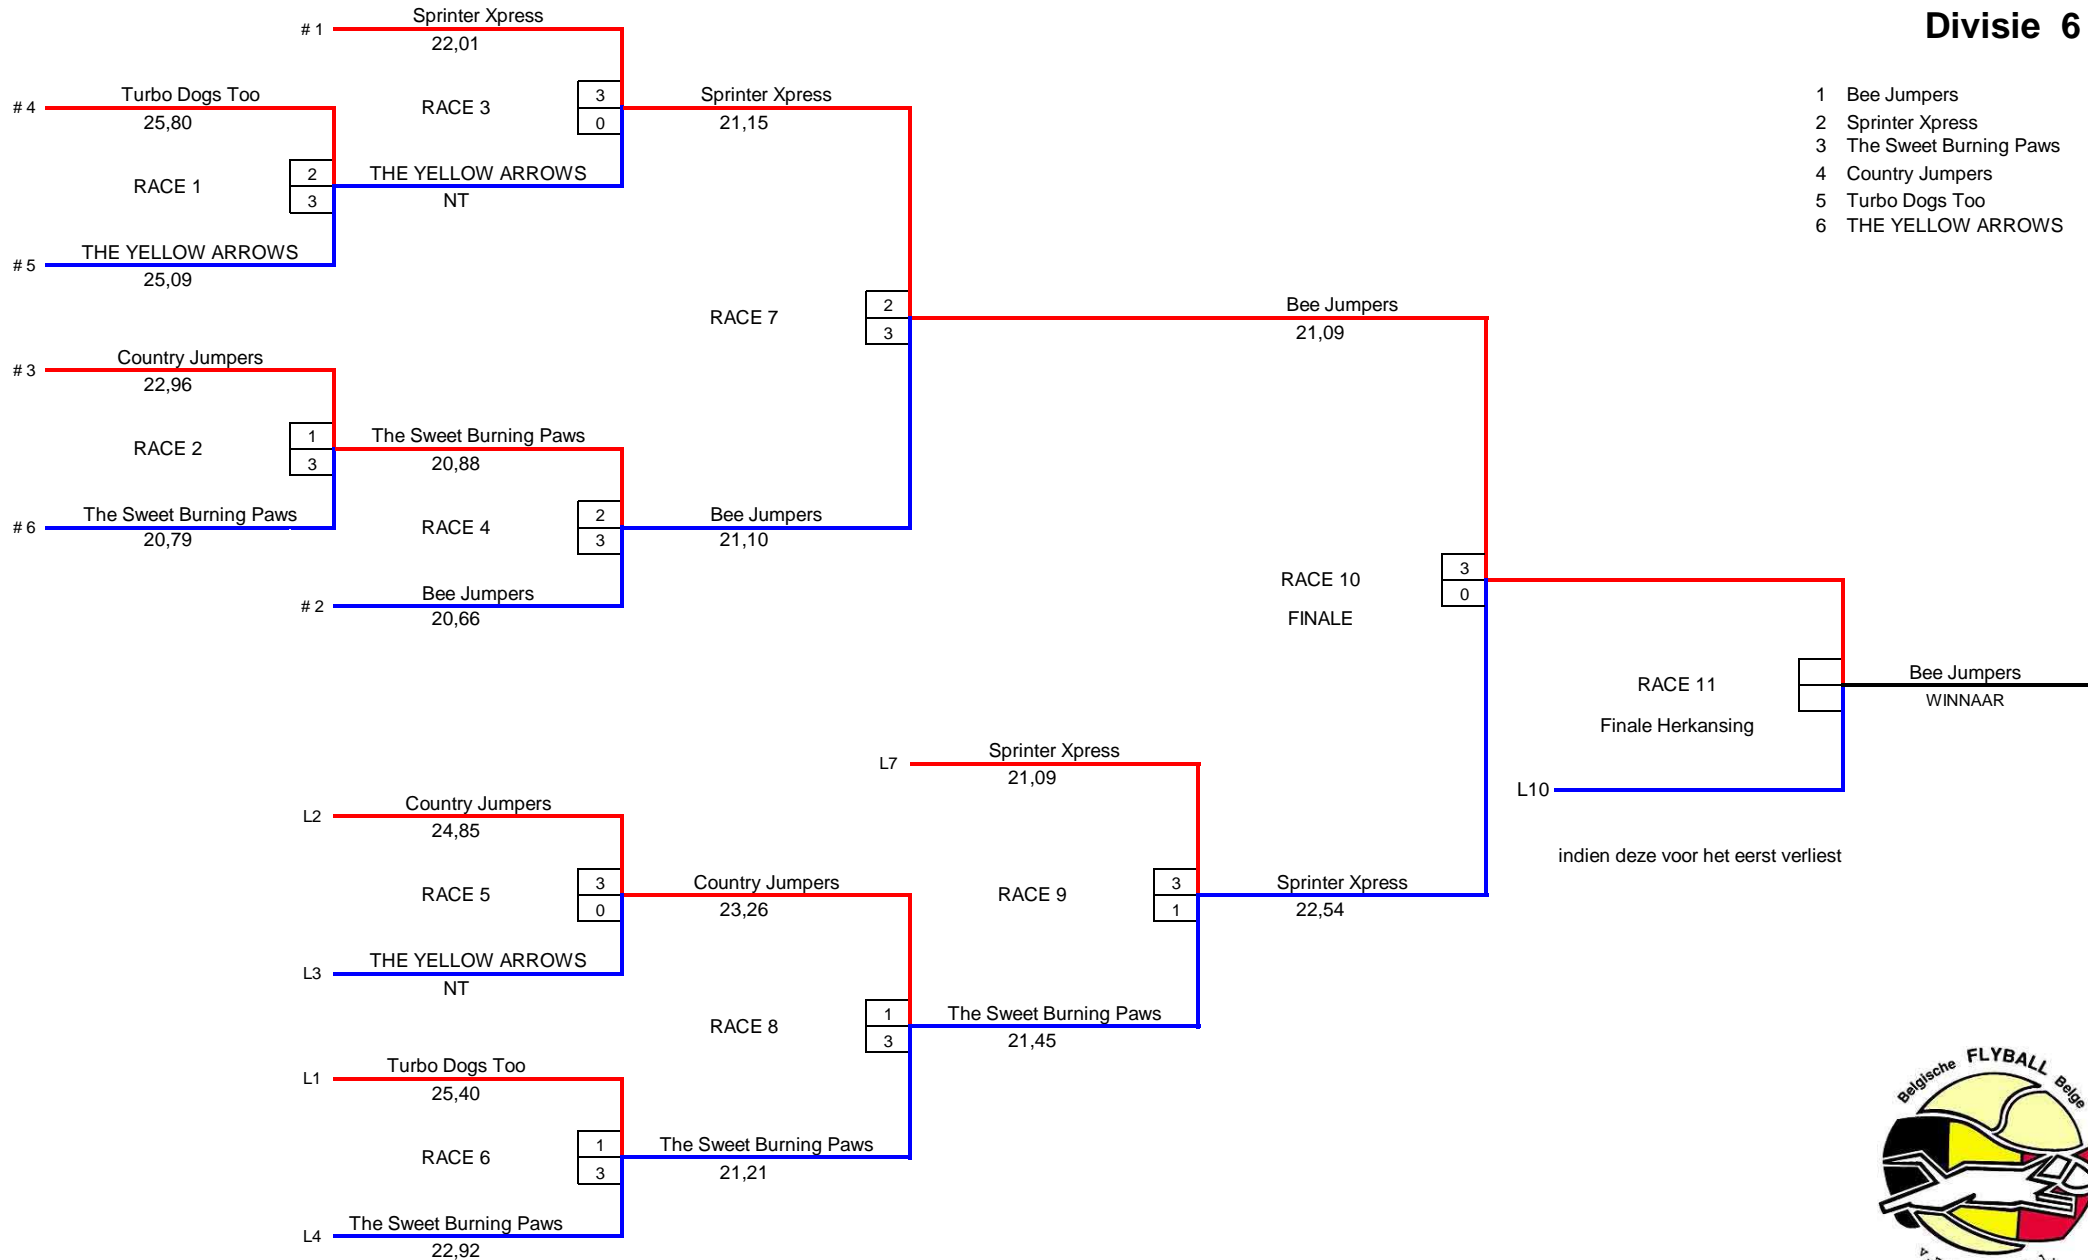 Divisie 6
1 Bee Jumpers
2 Sprinter Xpress
3 The Sweet Burning Paws
4 Country Jumpers
5 Turbo Dogs Too
6 THE YELLOW ARROWS
Sprinter Xpress
# 1
22,01
Turbo Dogs Too
# 4
25,80
RACE 3
3
0
Sprinter Xpress
21,15
RACE 1
2
3
THE YELLOW ARROWS
NT
THE YELLOW ARROWS
# 5
25,09
RACE 7
2
3
Bee Jumpers
21,09
Country Jumpers
# 3
22,96
RACE 2
1
3
The Sweet Burning Paws
20,88
The Sweet Burning Paws
# 6
20,79
RACE 4
2
3
Bee Jumpers
21,10
Bee Jumpers
# 2
20,66
RACE 10
FINALE
3
0
RACE 11
Finale Herkansing
Bee Jumpers
WINNAAR
L10
indien deze voor het eerst verliest
Sprinter Xpress
L7
21,09
Country Jumpers
L2
24,85
RACE 5
3
0
Country Jumpers
23,26
RACE 9
3
1
Sprinter Xpress
22,54
THE YELLOW ARROWS
L3
NT
RACE 8
1
3
The Sweet Burning Paws
21,45
Turbo Dogs Too
L1
25,40
RACE 6
1
3
The Sweet Burning Paws
21,21
The Sweet Burning Paws
L4
22,92
Belgische FLYBALL Belge